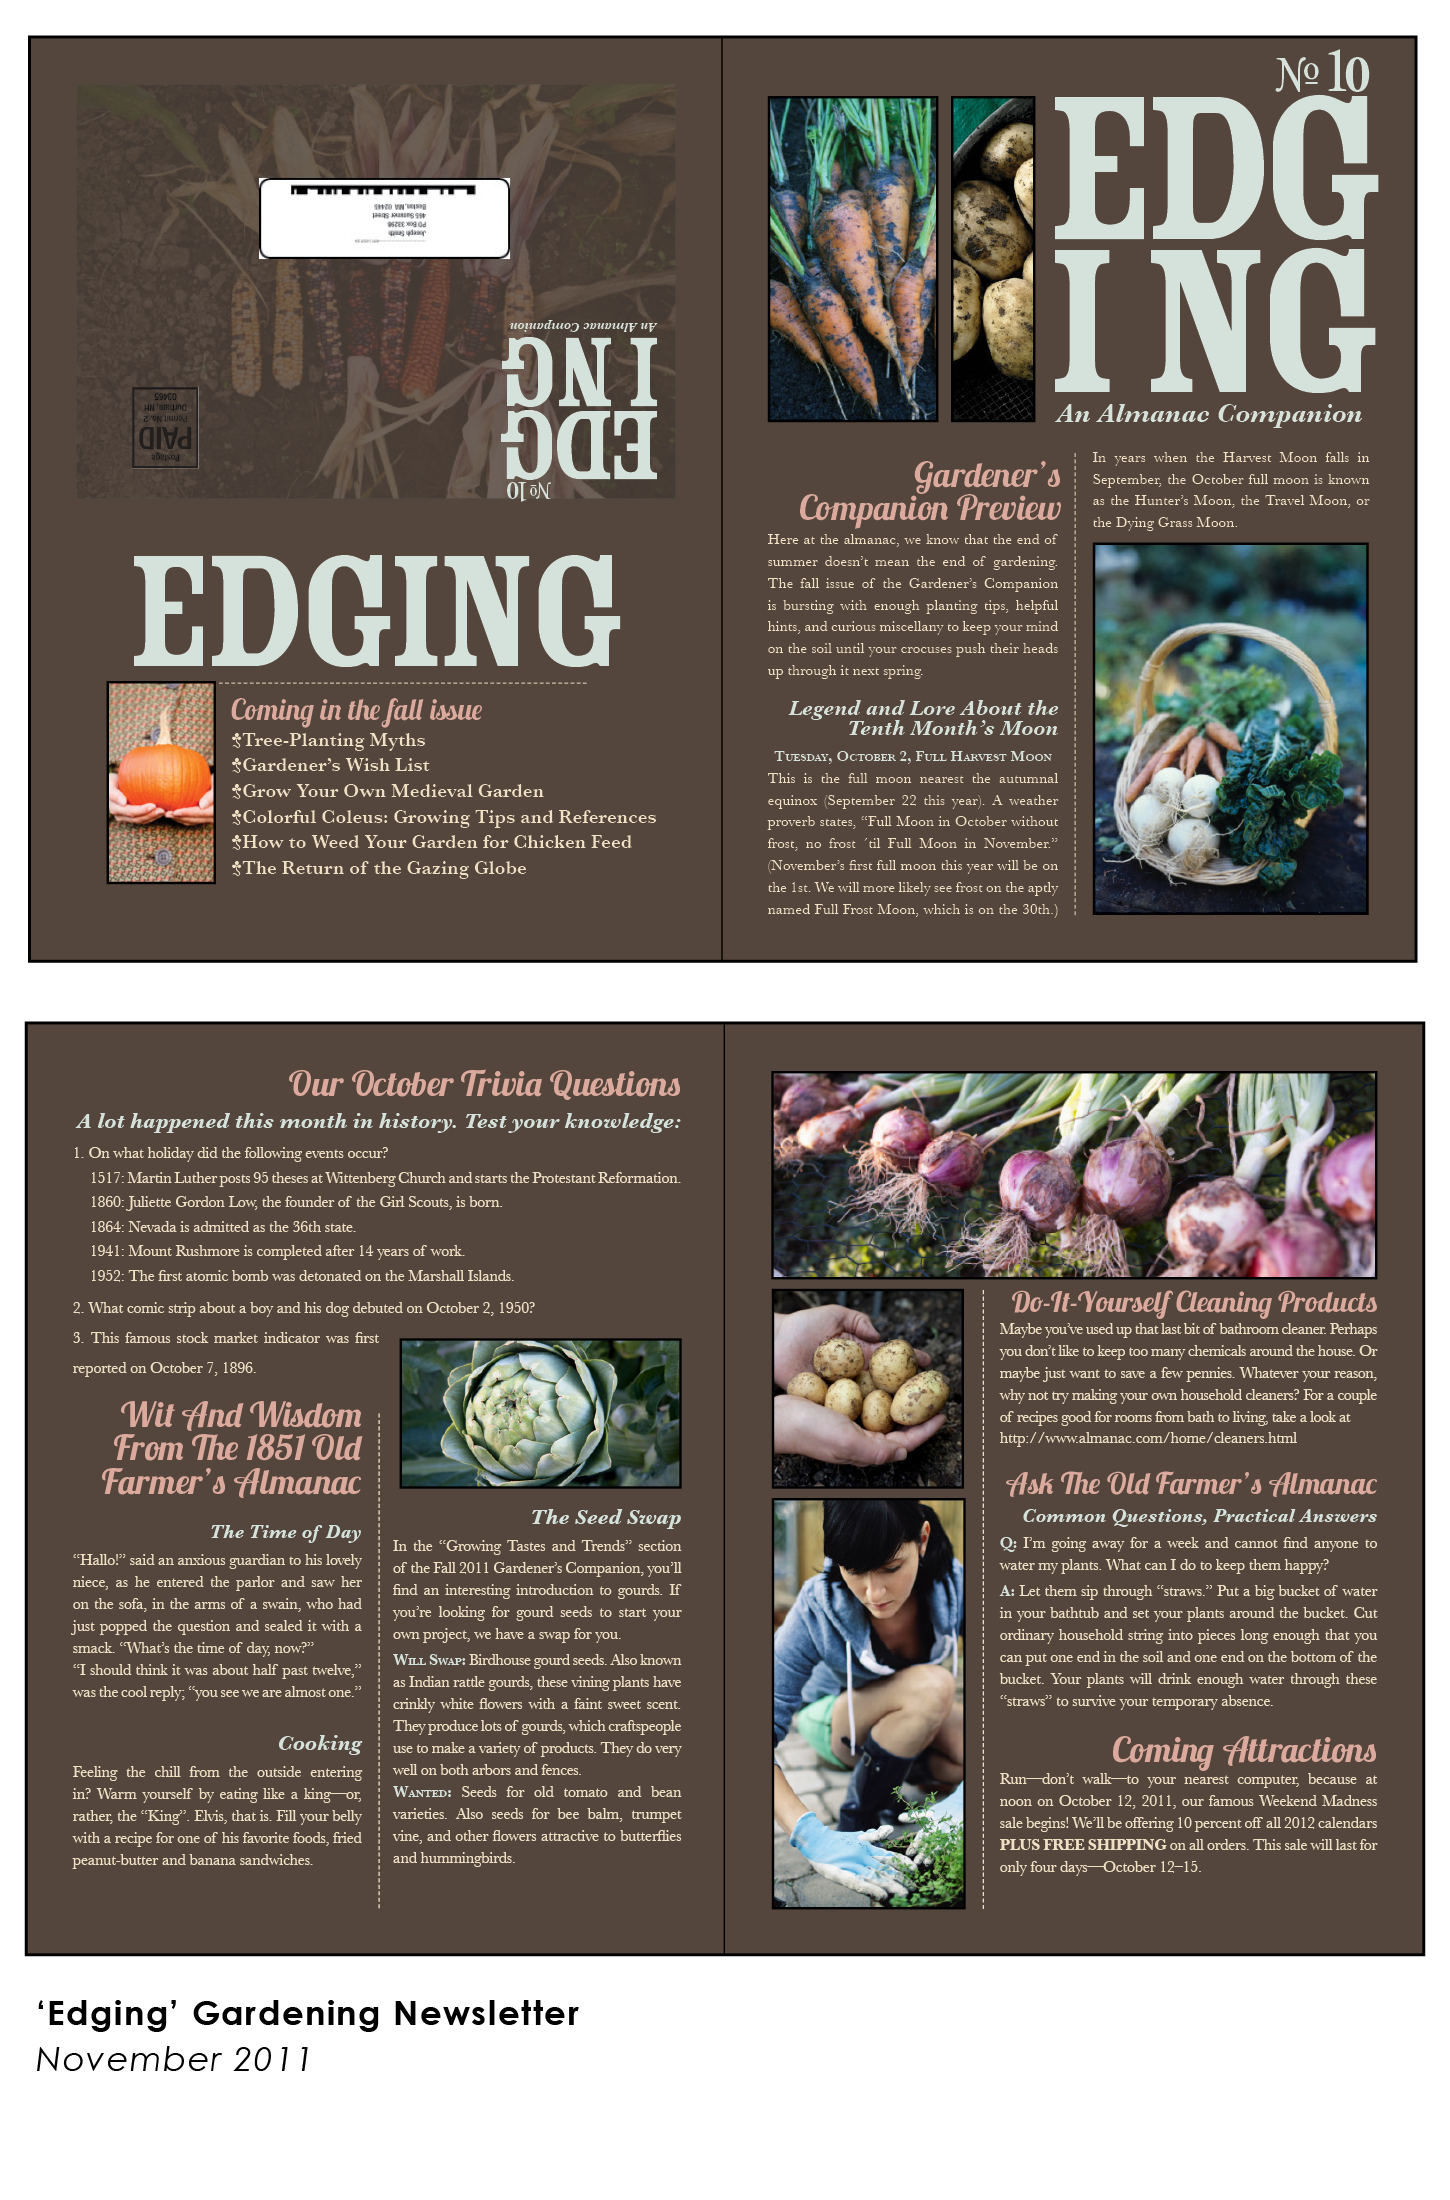 Joseph Smith
PO Box 33298
465 Summer Street
Boston, MA 02465
No 10
EDG
ING
An Almanac Companion
Postage
PAID
Permit No. 2
Durham, NH
03465
EDGING
Coming in the fall issue
Tree-Planting Myths
Gardener’s Wish List
Grow Your Own Medieval Garden
Colorful Coleus: Growing Tips and References
How to Weed Your Garden for Chicken Feed
The Return of the Gazing Globe
No 10
EDG
ING
An Almanac Companion
Gardener’s
Companion Preview
Here at the almanac, we know that the end of
summer doesn’t mean the end of gardening.
The fall issue of the Gardener’s Companion
is bursting with enough planting tips, helpful
hints, and curious miscellany to keep your mind
on the soil until your crocuses push their heads
up through it next spring.
Legend and Lore About the
Tenth Month’s Moon
Tuesday, October 2, Full Harvest Moon
This is the full moon nearest the autumnal
equinox (September 22 this year). A weather
proverb states, “Full Moon in October without
frost, no frost ´til Full Moon in November.”
(November’s first full moon this year will be on
the 1st. We will more likely see frost on the aptly
named Full Frost Moon, which is on the 30th.)
In years when the Harvest Moon falls in
September, the October full moon is known
as the Hunter’s Moon, the Travel Moon, or
the Dying Grass Moon.
Our October Trivia Questions
A lot happened this month in history. Test your knowledge:
1. On what holiday did the following events occur?
1517: Martin Luther posts 95 theses at Wittenberg Church and starts the Protestant Reformation.
1860: Juliette Gordon Low, the founder of the Girl Scouts, is born.
1864: Nevada is admitted as the 36th state.
1941: Mount Rushmore is completed after 14 years of work.
1952: The first atomic bomb was detonated on the Marshall Islands.
2. What comic strip about a boy and his dog debuted on October 2, 1950?
3. This famous stock market indicator was first
reported on October 7, 1896.
Wit And Wisdom
From The 1851 Old
Farmer’s Almanac
The Time of Day
“Hallo!” said an anxious guardian to his lovely
niece, as he entered the parlor and saw her
on the sofa, in the arms of a swain, who had
just popped the question and sealed it with a
smack. “What’s the time of day, now?”
“I should think it was about half past twelve,”
was the cool reply; “you see we are almost one.”
Cooking
Feeling the chill from the outside entering
in? Warm yourself by eating like a king—or,
rather, the “King”. Elvis, that is. Fill your belly
with a recipe for one of his favorite foods, fried
peanut-butter and banana sandwiches.
The Seed Swap
In the “Growing Tastes and Trends” section
of the Fall 2011 Gardener’s Companion, you’ll
find an interesting introduction to gourds. If
you’re looking for gourd seeds to start your
own project, we have a swap for you.
Will Swap: Birdhouse gourd seeds. Also known
as Indian rattle gourds, these vining plants have
crinkly white flowers with a faint sweet scent.
They produce lots of gourds, which craftspeople
use to make a variety of products. They do very
well on both arbors and fences.
Wanted: Seeds for old tomato and bean
varieties. Also seeds for bee balm, trumpet
vine, and other flowers attractive to butterflies
and hummingbirds.
Do-It-Yourself Cleaning Products
Maybe you’ve used up that last bit of bathroom cleaner. Perhaps
you don’t like to keep too many chemicals around the house. Or
maybe just want to save a few pennies. Whatever your reason,
why not try making your own household cleaners? For a couple
of recipes good for rooms from bath to living, take a look at
http://www.almanac.com/home/cleaners.html
Ask The Old Farmer’s Almanac
Common Questions, Practical Answers
Q: I’m going away for a week and cannot find anyone to
water my plants. What can I do to keep them happy?
A: Let them sip through “straws.” Put a big bucket of water
in your bathtub and set your plants around the bucket. Cut
ordinary household string into pieces long enough that you
can put one end in the soil and one end on the bottom of the
bucket. Your plants will drink enough water through these
“straws” to survive your temporary absence.
Coming Attractions
Run—don’t walk—to your nearest computer, because at
noon on October 12, 2011, our famous Weekend Madness
sale begins! We’ll be offering 10 percent off all 2012 calendars
PLUS FREE SHIPPING on all orders. This sale will last for
only four days—October 12–15.
‘Edging’ Gardening Newsletter
November 2011